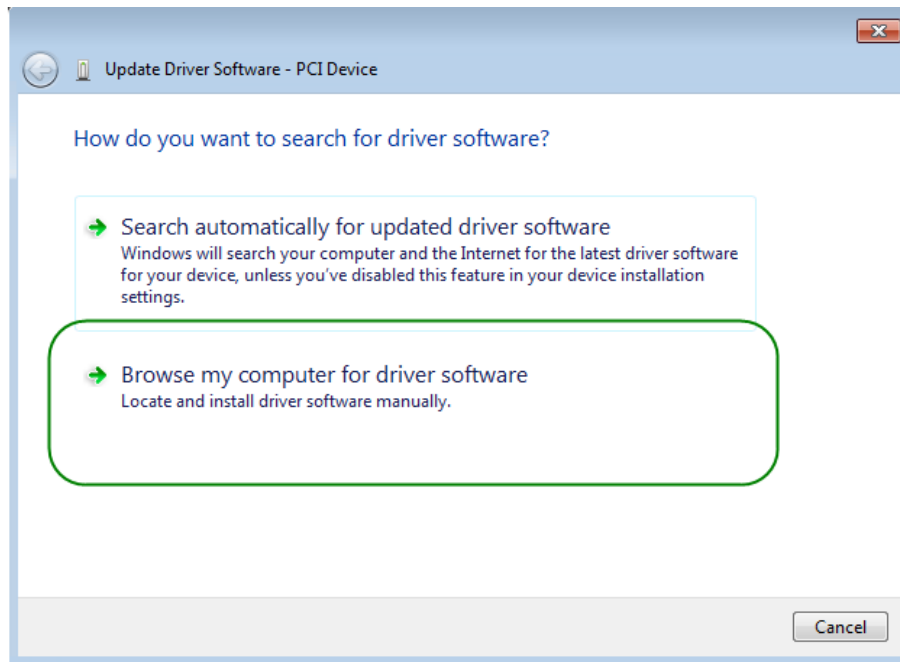 Update Driver Software - PCI Device
How do you want to search for driver software?
Search automatically for updated driver software
Windows will search your computer and the Internet for the latest driver software
for your device, unless you've disabled this feature in your device installation
settings.
Browse my computer for driver software
Locate and install driver software manually.
Cancel